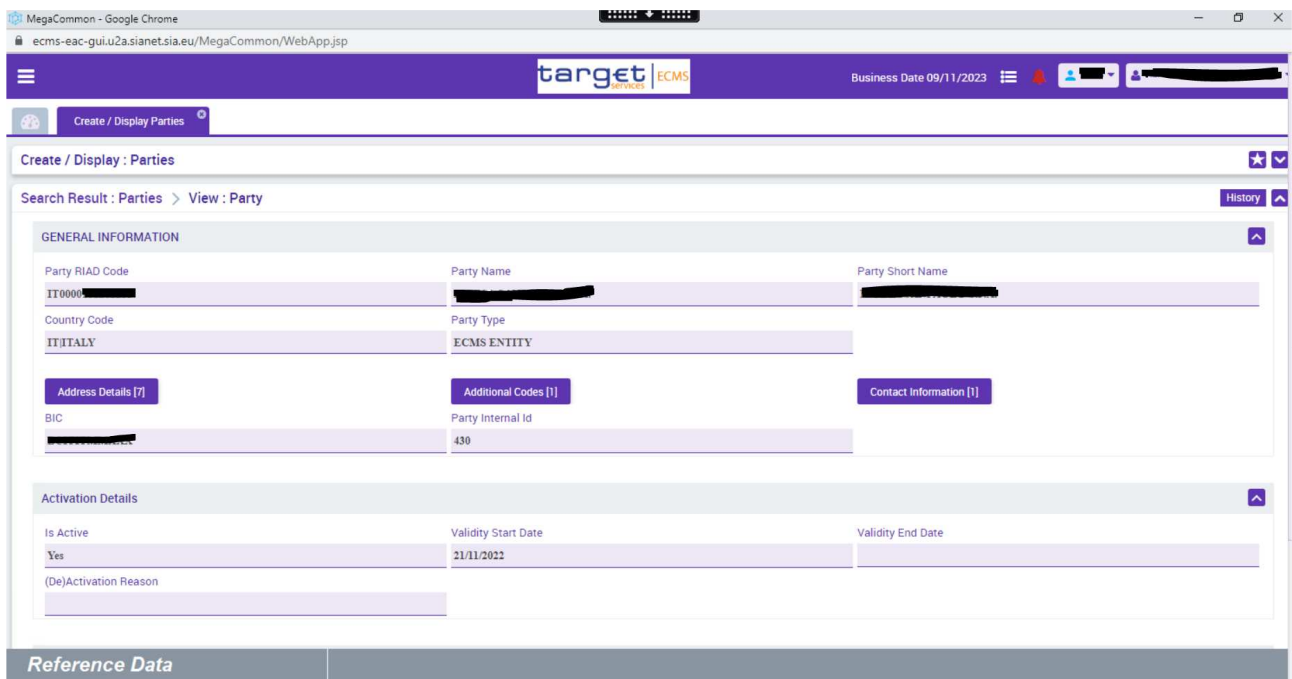 MegaCommon - Google Chrome
ecms-eac-gui.u2a.sianet.sia.eu/MegaCommon/WebApp.jsp
target services ECMS
Business Date 09/11/2023
Create / Display Parties
Create / Display : Parties
Search Result : Parties > View : Party History
GENERAL INFORMATION
Party RIAD Code Party Name Party Short Name
IT0000
Country Code Party Type
IT|ITALY ECMS ENTITY
Address Details [7] Additional Codes [1] Contact Information [1]
BIC Party Internal Id
430
Activation Details
Is Active Validity Start Date Validity End Date
Yes 21/11/2022
(De)Activation Reason
Reference Data